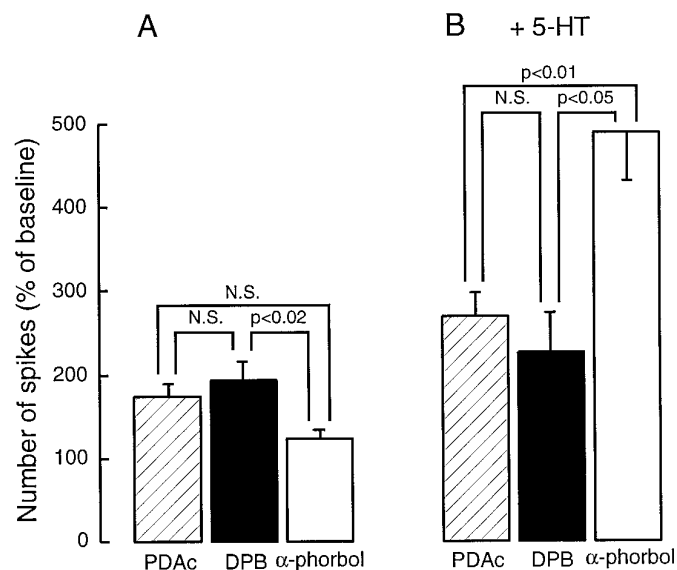 A
B + 5-HT
Number of spikes (% of baseline)
500
400
300
200
100
0
N.S.
N.S. p<0.02
PDAc DPB α-phorbol
p<0.01
N.S. p<0.05
PDAc DPB α-phorbol